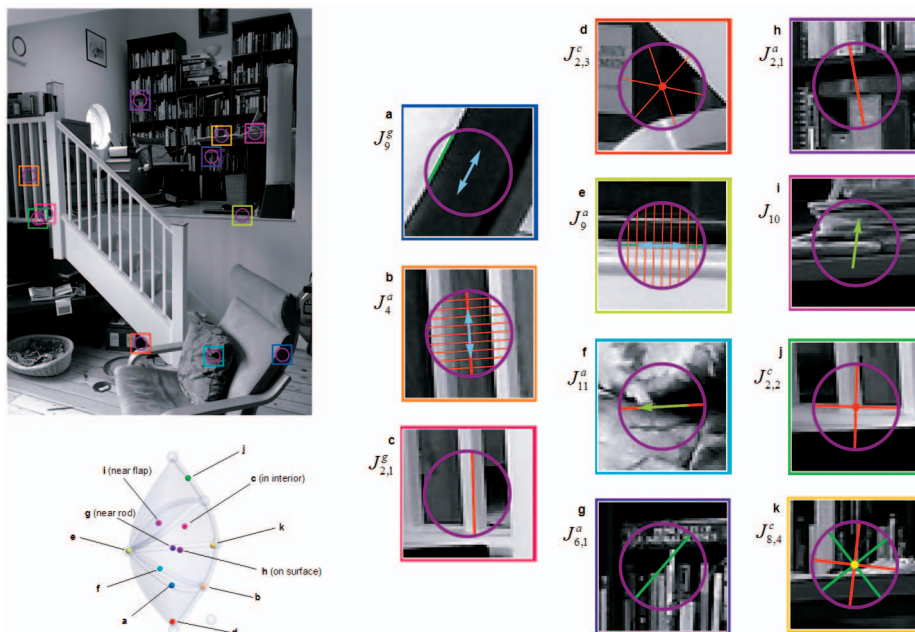 d
J^c_{2,3}
h
J^a_{2,1}
a
J^g_9
e
J^a_9
i
J_{10}
b
J^a_4
f
J^a_{11}
j
J^c_{2,2}
c
J^g_{2,1}
g
J^a_{6,1}
k
J^c_{8,4}
j
i (near flap)
c (in interior)
g (near rod)
k
e
h (on surface)
f
b
a
d